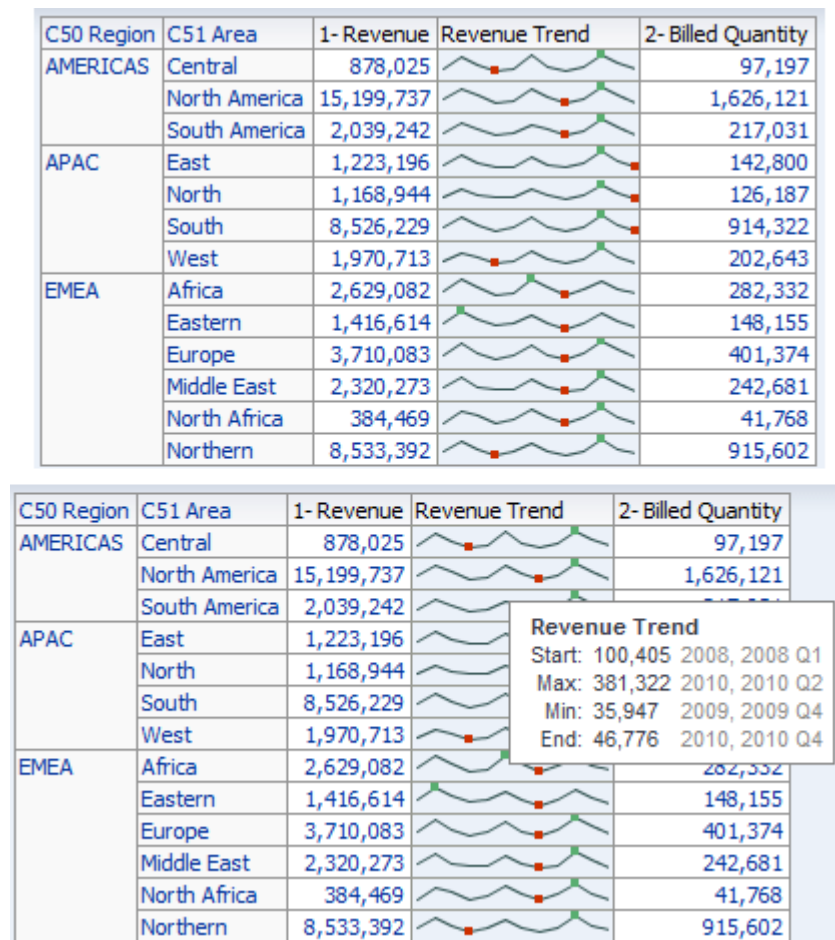 C50 Region C51 Area 1- Revenue Revenue Trend 2- Billed Quantity
AMERICAS Central 878,025 97,197
North America 15,199,737 1,626,121
South America 2,039,242 217,031
APAC East 1,223,196 142,800
North 1,168,944 126,187
South 8,526,229 914,322
West 1,970,713 202,643
EMEA Africa 2,629,082 282,332
Eastern 1,416,614 148,155
Europe 3,710,083 401,374
Middle East 2,320,273 242,681
North Africa 384,469 41,768
Northern 8,533,392 915,602
C50 Region C51 Area 1- Revenue Revenue Trend 2- Billed Quantity
AMERICAS Central 878,025 97,197
North America 15,199,737 1,626,121
South America 2,039,242
APAC East 1,223,196
North 1,168,944
South 8,526,229
West 1,970,713
Revenue Trend
Start: 100,405 2008, 2008 Q1
Max: 381,322 2010, 2010 Q2
Min: 35,947 2009, 2009 Q4
End: 46,776 2010, 2010 Q4
EMEA Africa 2,629,082 282,332
Eastern 1,416,614 148,155
Europe 3,710,083 401,374
Middle East 2,320,273 242,681
North Africa 384,469 41,768
Northern 8,533,392 915,602